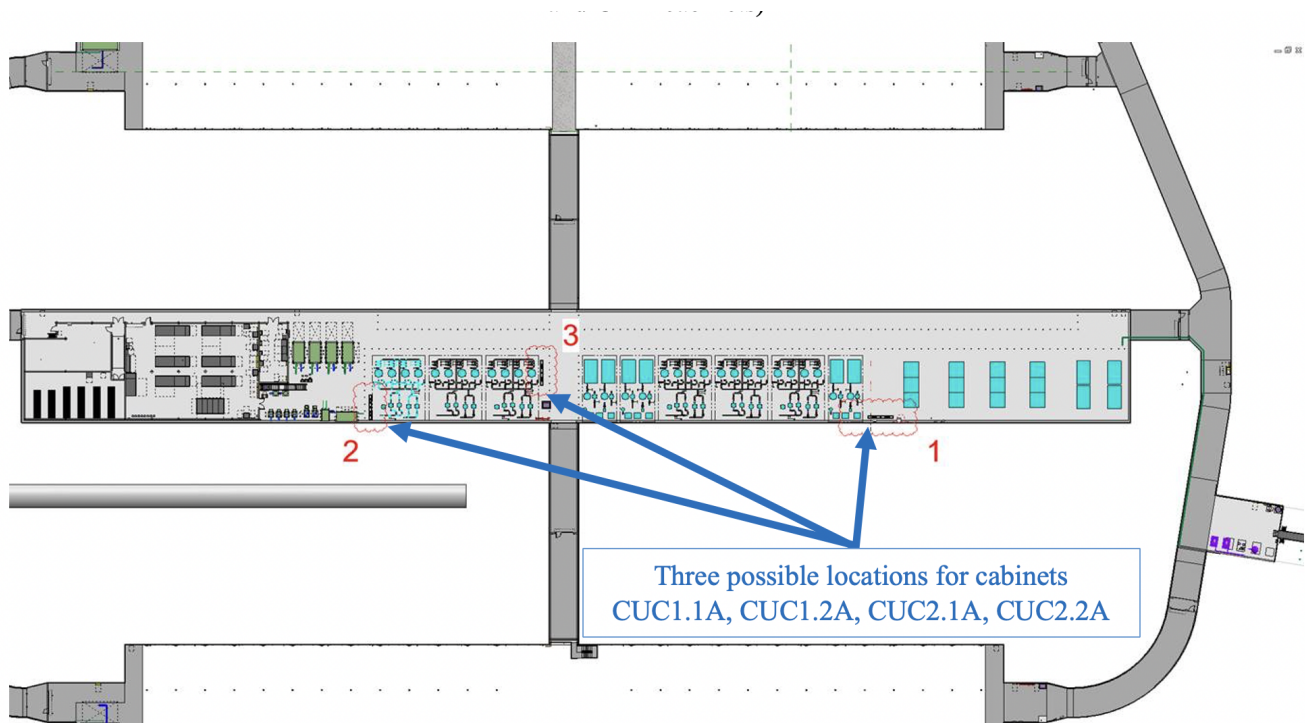 3
2
1
Three possible locations for cabinets
CUC1.1A, CUC1.2A, CUC2.1A, CUC2.2A